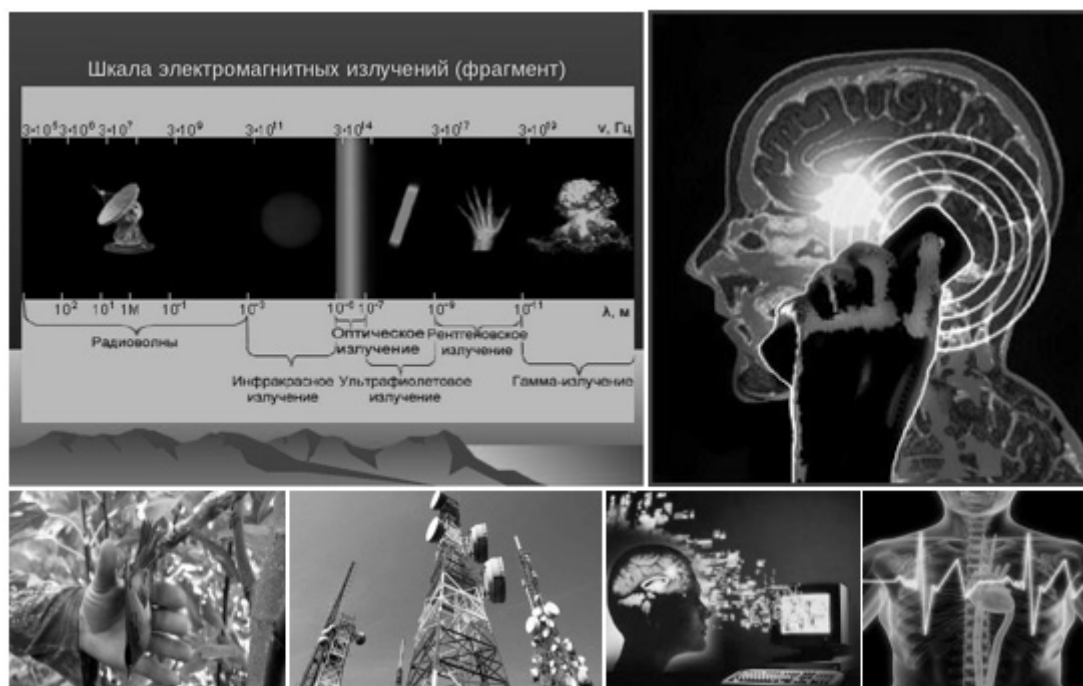 Шкала электромагнитных излучений (фрагмент)
3•10⁵ 3•10⁶ 3•10⁷ 3•10⁹ 3•10¹¹ 3•10¹⁴ 3•10¹⁷ 3•10¹⁹ ν, Гц
10² 10¹ 1М 10⁻¹ 10⁻³ 10⁻⁶ 10⁻⁷ 10⁻⁹ 10⁻¹¹ λ, м
Радиоволны
Инфракрасное
излучение
Оптическое
излучение
Ультрафиолетовое
излучение
Рентгеновское
излучение
Гамма-излучение